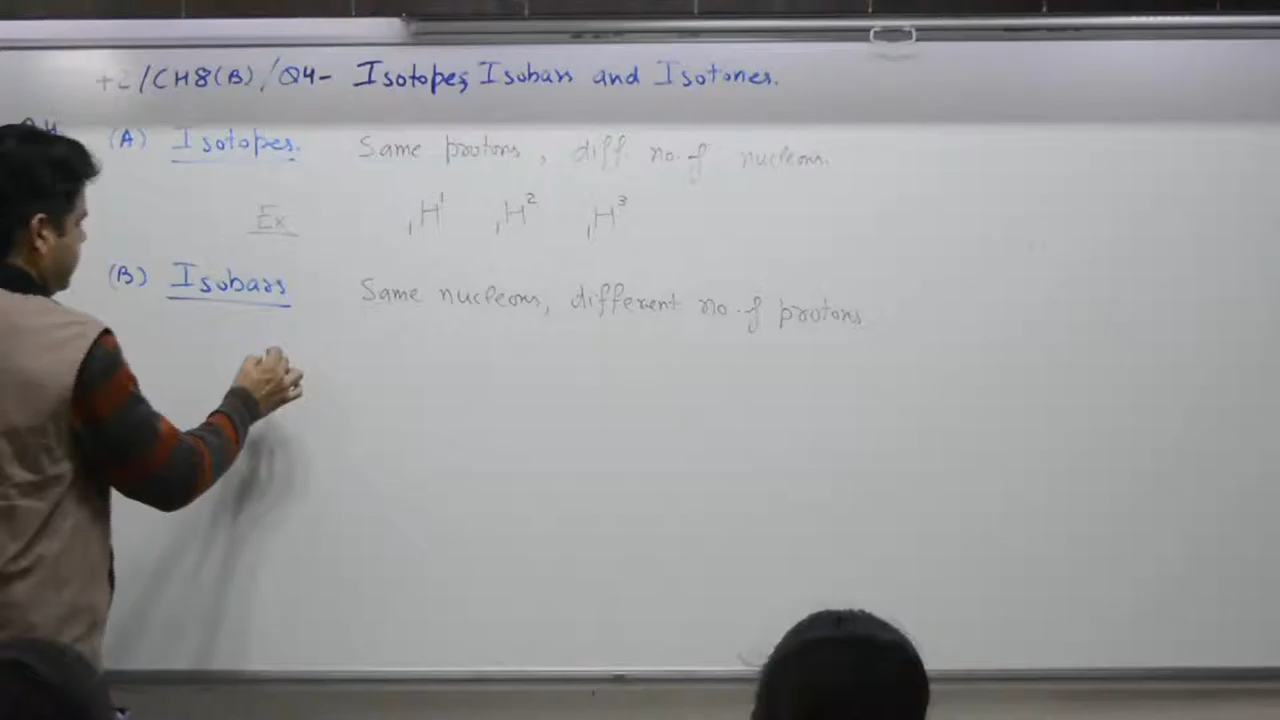 +2/CH8(B)/Q4- Isotopes, Isobars and Isotones.
(A) Isotopes. Same protons, diff. no. of nucleons.
Ex ₁H¹ ₁H² ₁H³
(B) Isobars Same nucleons, different no. of protons